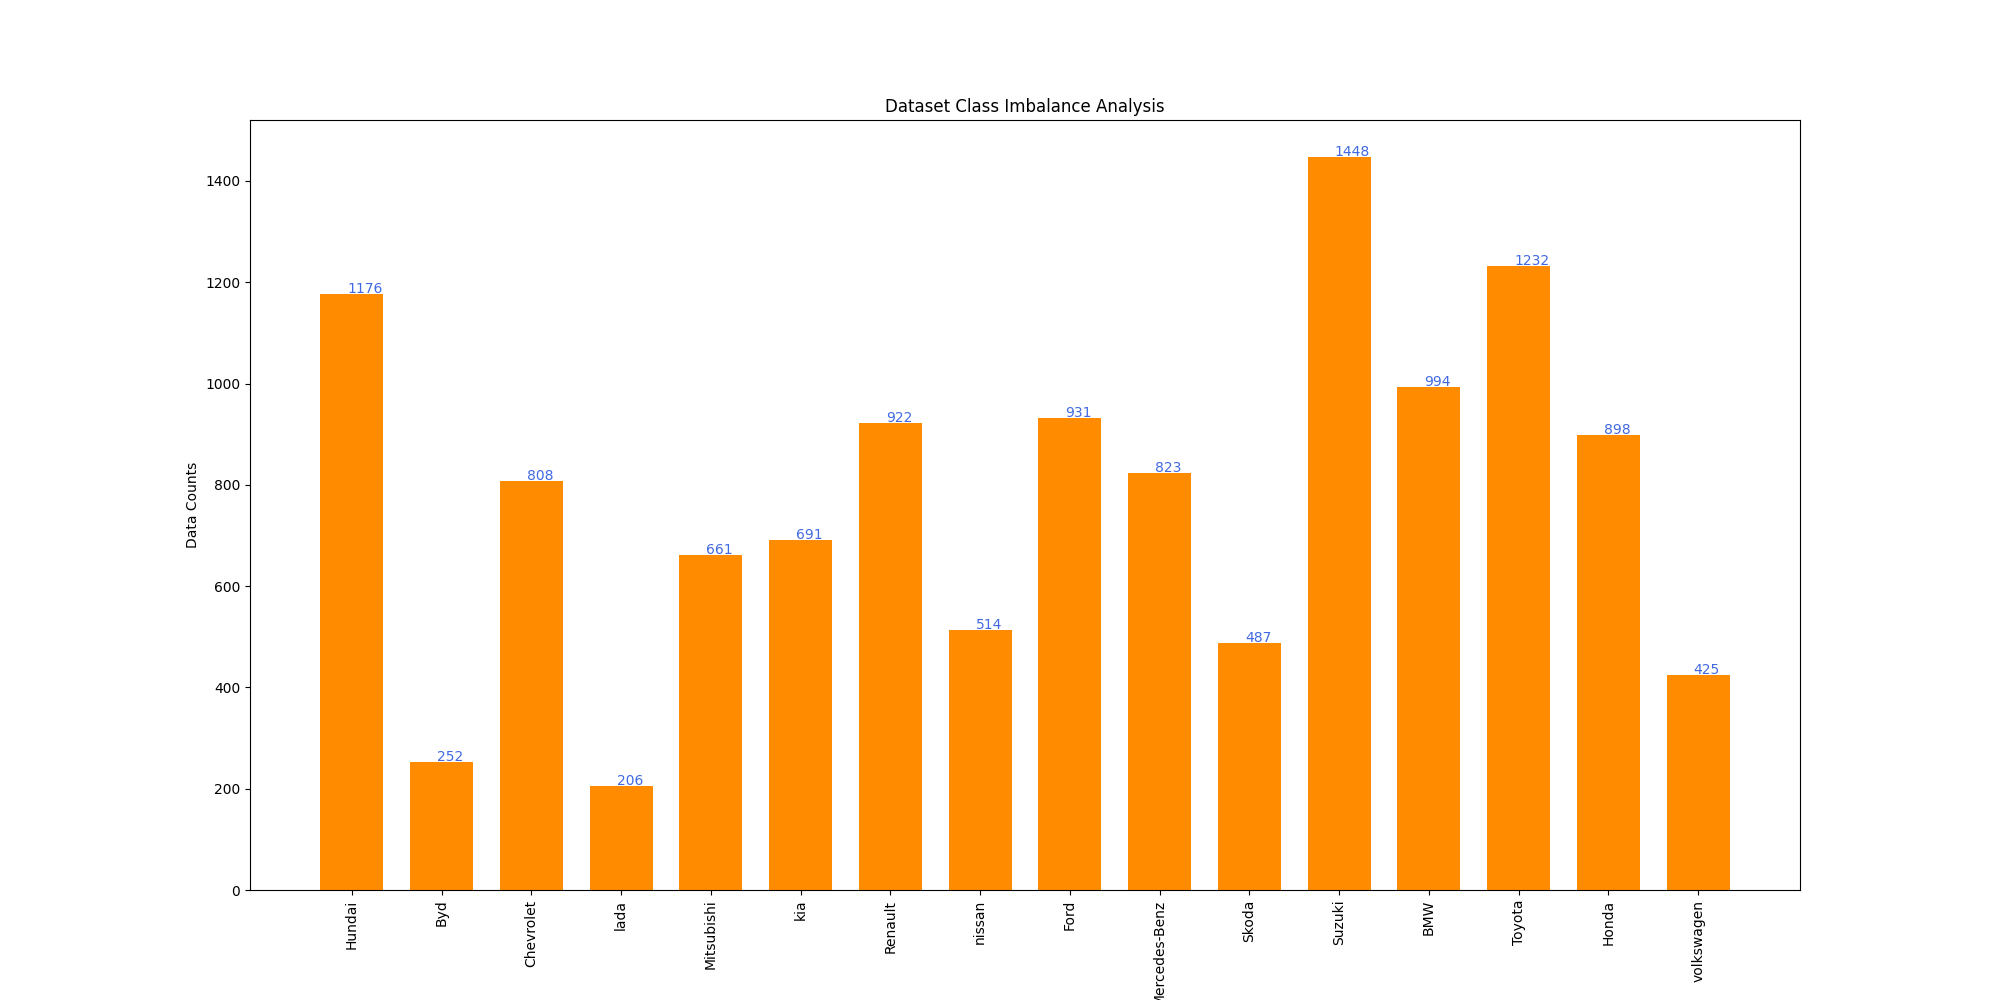 Dataset Class Imbalance Analysis
Data Counts
1400
1200
1000
800
600
400
200
0
1176
252
808
206
661
691
922
514
931
823
487
1448
994
1232
898
425
Hundai
Byd
Chevrolet
lada
Mitsubishi
kia
Renault
nissan
Ford
Mercedes-Benz
Skoda
Suzuki
BMW
Toyota
Honda
volkswagen